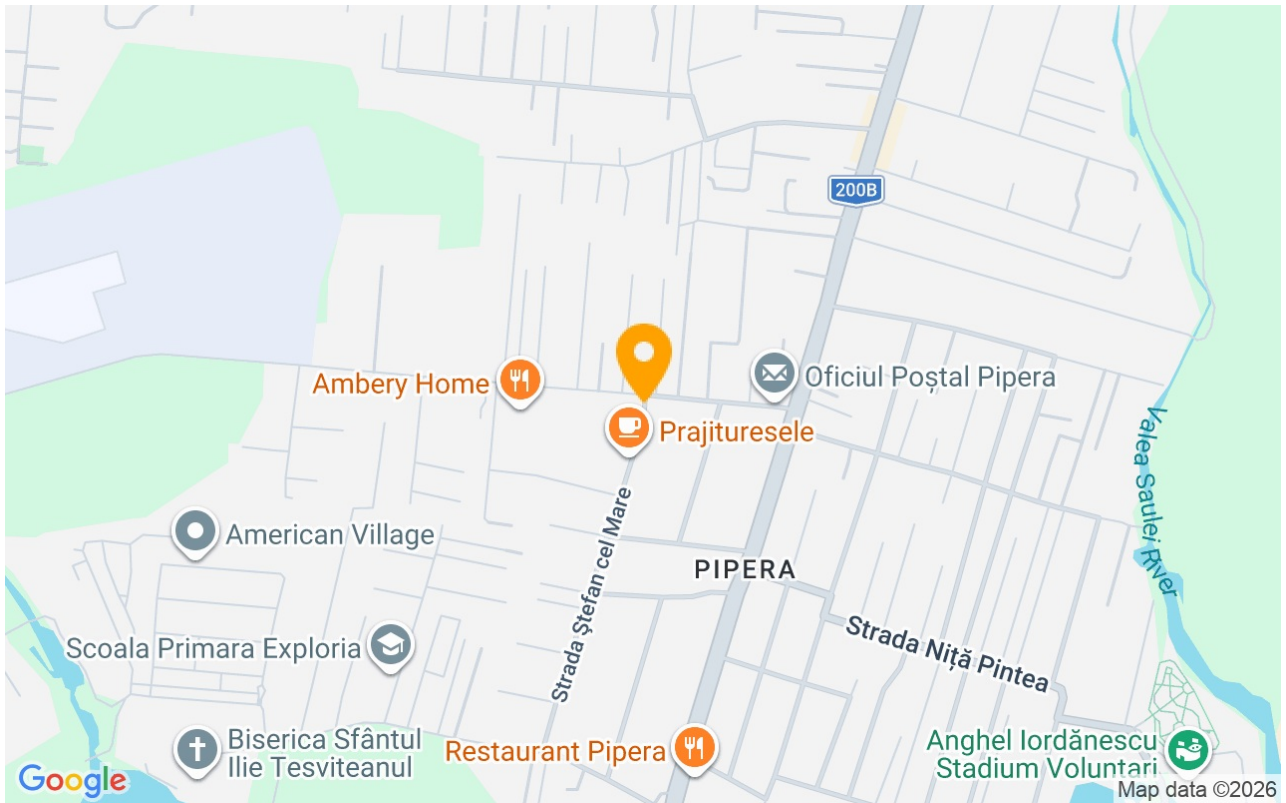 200B
Ambery Home
Oficiul Poștal Pipera
Prajituresele
Valea Saulei River
American Village
Strada Ștefan cel Mare
PIPERA
Scoala Primara Exploria
Strada Niță Pintea
Biserica Sfântul
Ilie Tesviteanul
Restaurant Pipera
Anghel Iordănescu
Stadium Voluntari
Google
Map data ©2026